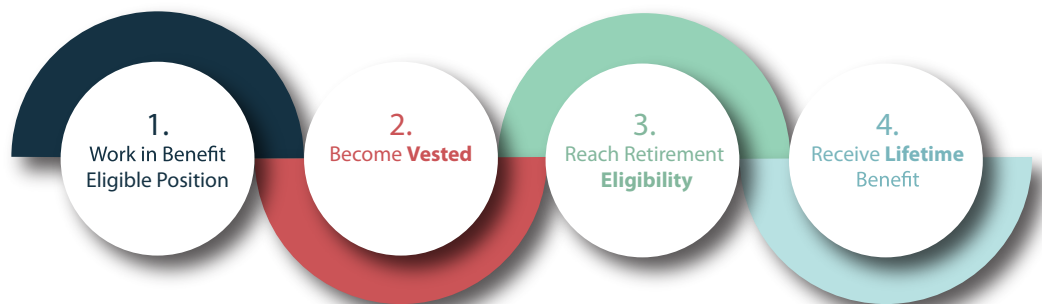 1.
Work in Benefit
Eligible Position
2.
Become Vested
3.
Reach Retirement
Eligibility
4.
Receive Lifetime
Benefit